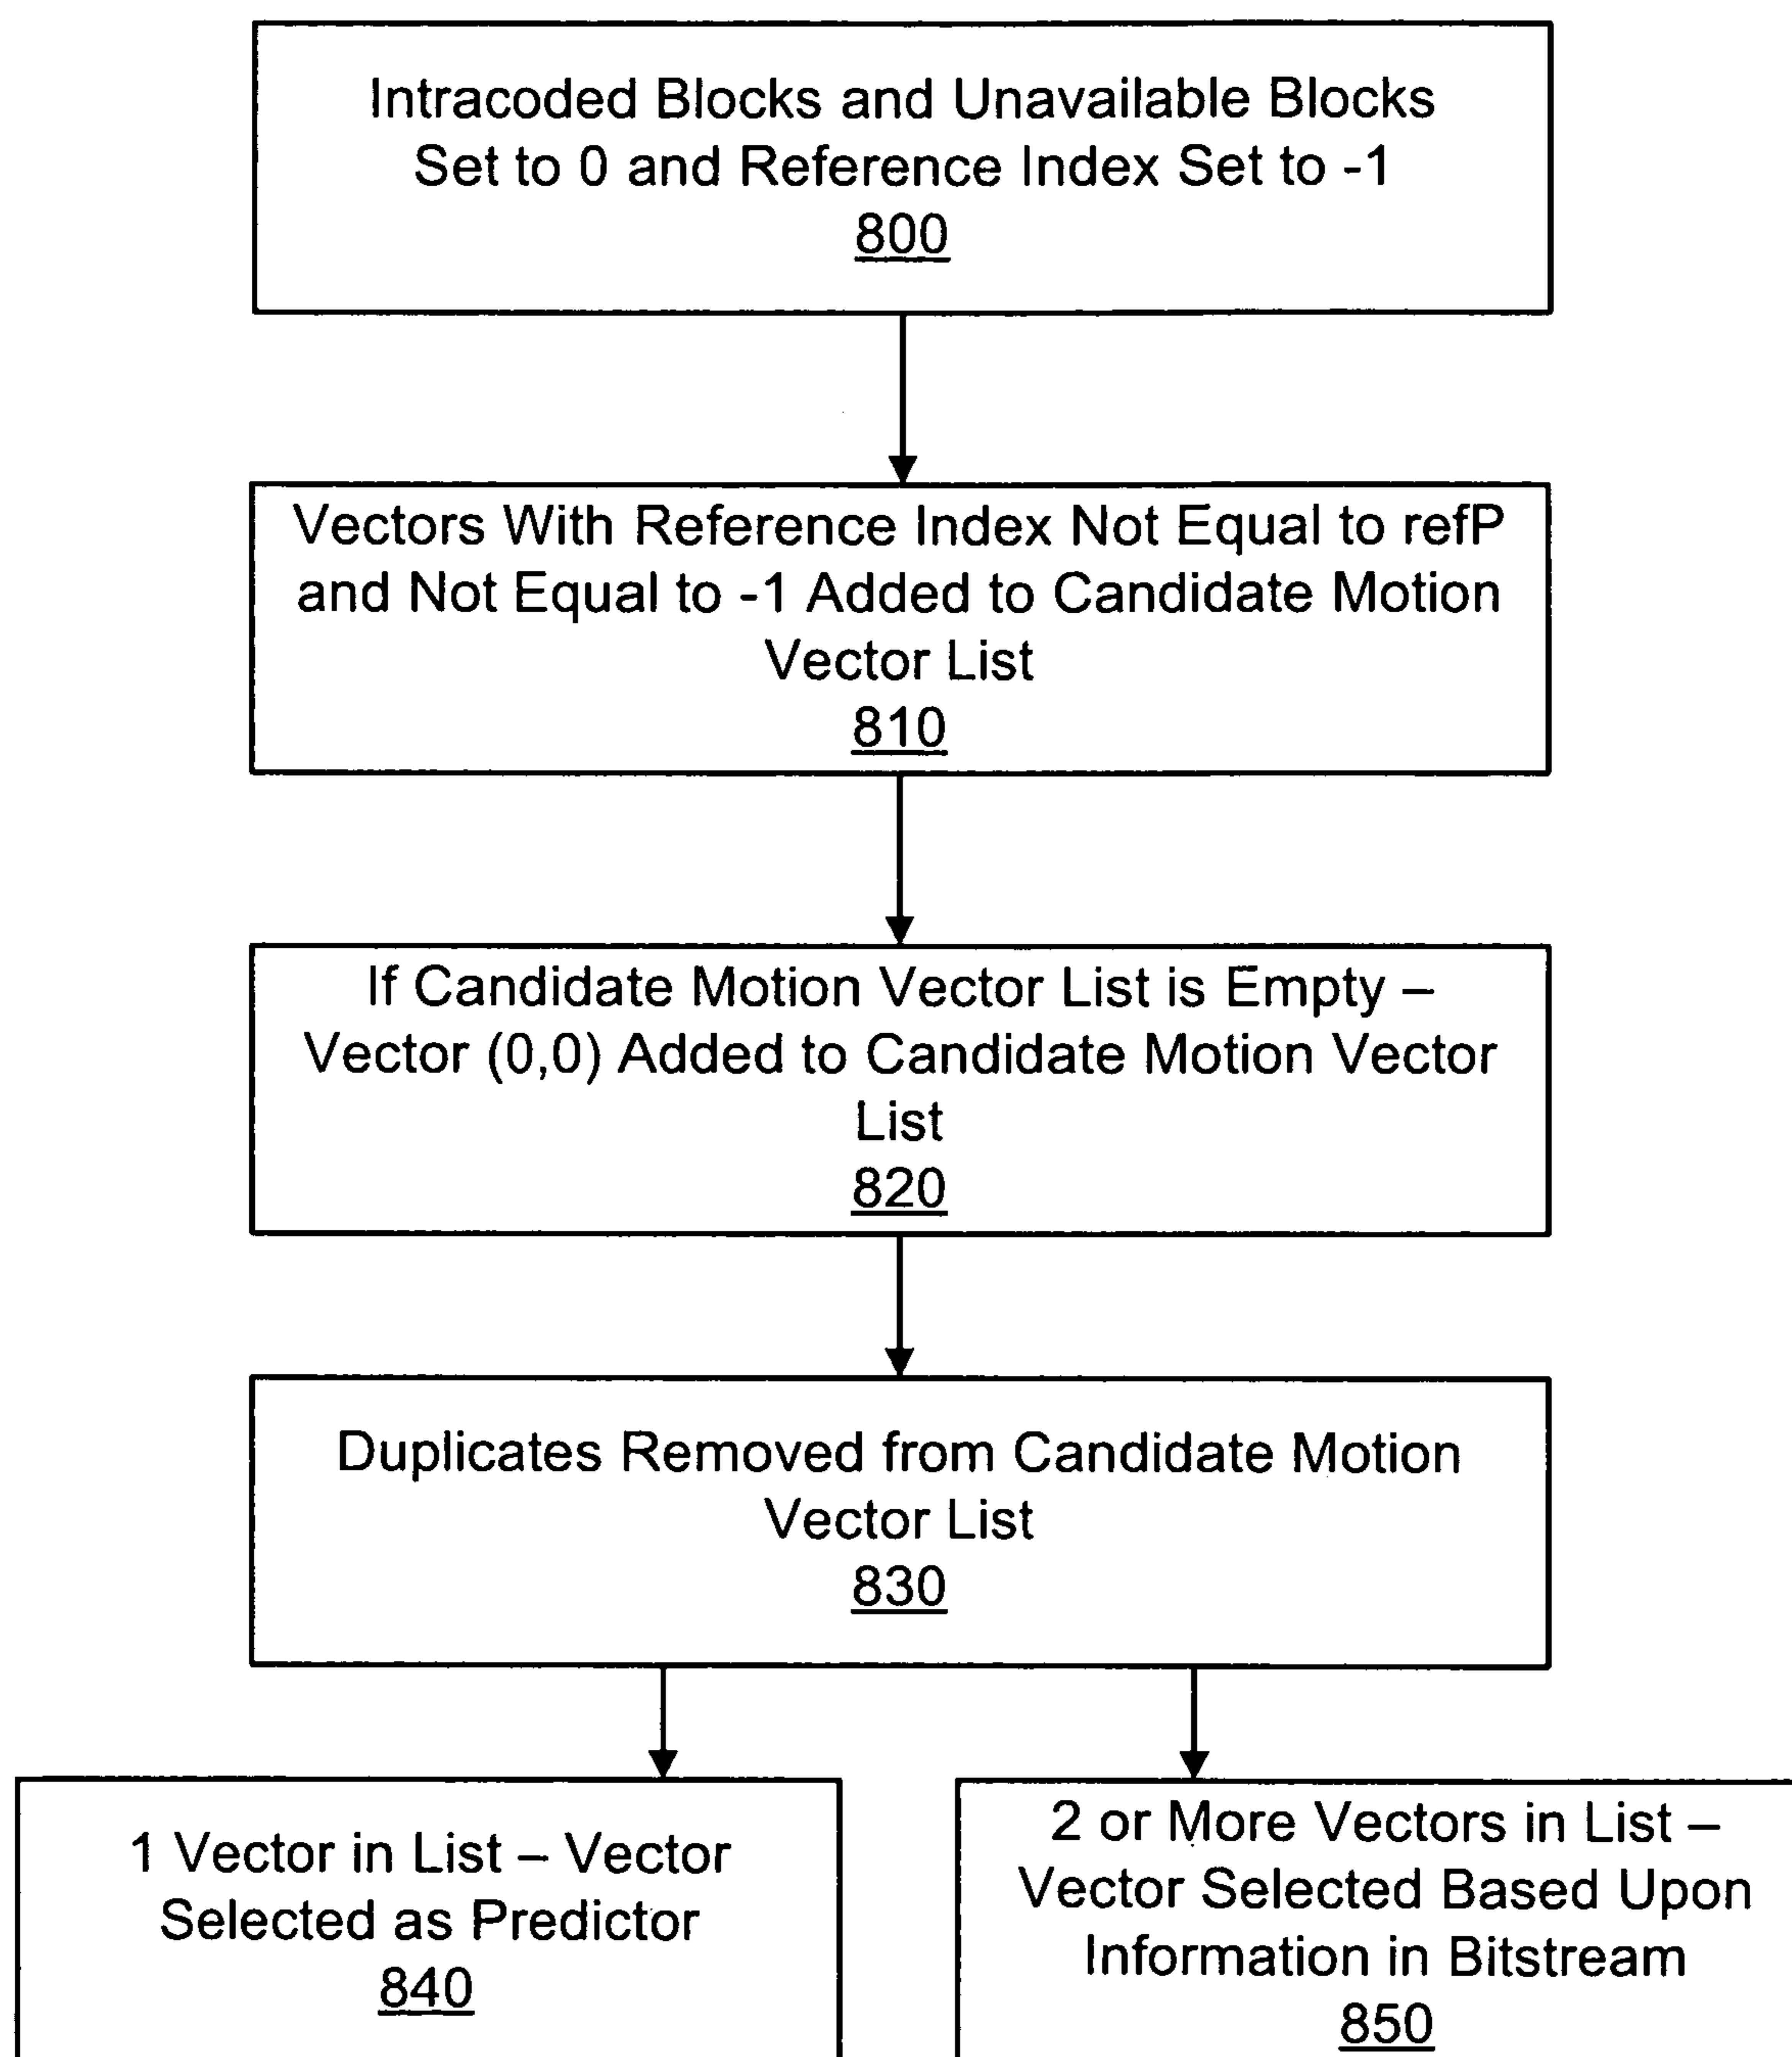 Intracoded Blocks and Unavailable Blocks
Set to 0 and Reference Index Set to -1
800
Vectors With Reference Index Not Equal to refP
and Not Equal to -1 Added to Candidate Motion
Vector List
810
If Candidate Motion Vector List is Empty –
Vector (0,0) Added to Candidate Motion Vector
List
820
Duplicates Removed from Candidate Motion
Vector List
830
1 Vector in List – Vector
Selected as Predictor
840
2 or More Vectors in List –
Vector Selected Based Upon
Information in Bitstream
850